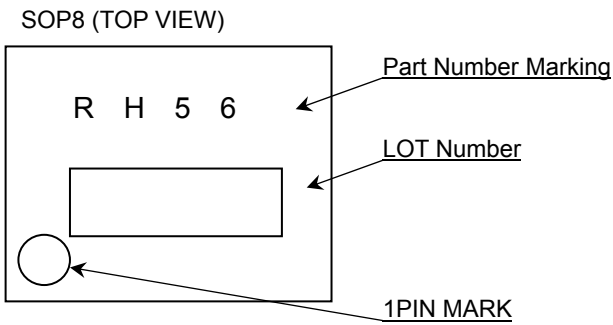 SOP8 (TOP VIEW)
Part Number Marking
R H 5 6
LOT Number
1PIN MARK